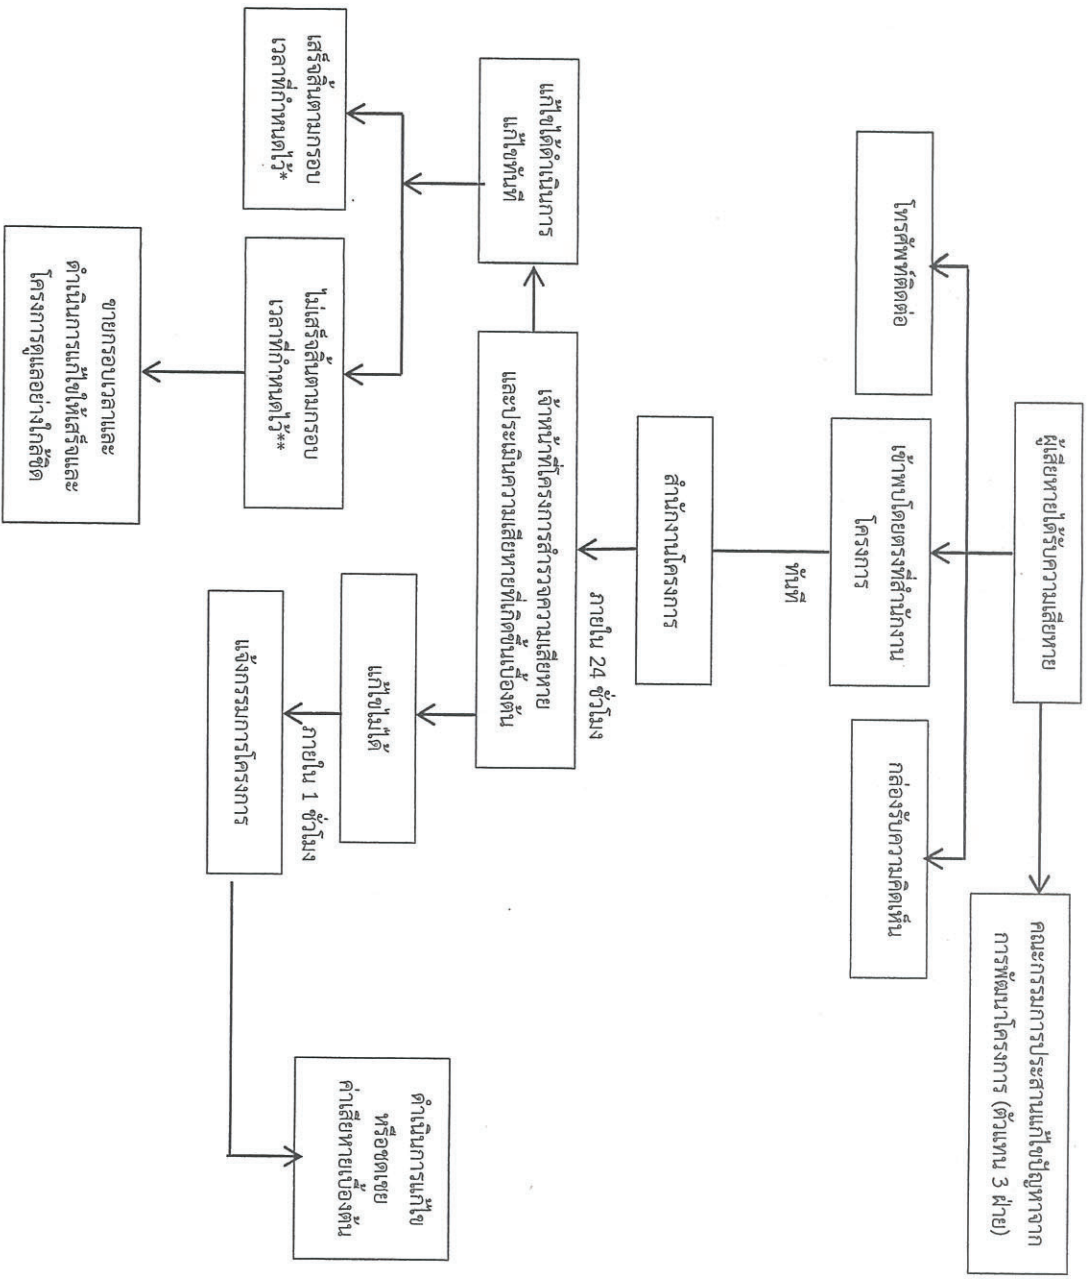 ผู้เสียหายได้รับความเสียหาย
คณะกรรมการประสานแก้ไขปัญหาจาก
การพัฒนาโครงการ (ตัวแทน 3 ฝ่าย)
โทรศัพท์ติดต่อ
เข้าพบโดยตรงที่สำนักงาน
โครงการ
กล่องรับความคิดเห็น
ทันที
สำนักงานโครงการ
ภายใน 24 ชั่วโมง
เจ้าหน้าที่โครงการสำรวจความเสียหาย
และประเมินความเสียหายที่เกิดขึ้นเบื้องต้น
แก้ไขได้ดำเนินการ
แก้ไขทันที
แก้ไขไม่ได้
ภายใน 1 ชั่วโมง
แจ้งกรรมการโครงการ
ดำเนินการแก้ไข
หรือชดเชย
ค่าเสียหายเบื้องต้น
เสร็จสิ้นตามกรอบ
เวลาที่กำหนดไว้*
ไม่เสร็จสิ้นตามกรอบ
เวลาที่กำหนดไว้**
ขายกรอบเวลาและ
ดำเนินการแก้ไขให้เสร็จและ
โครงการดูแลอย่างใกล้ชิด